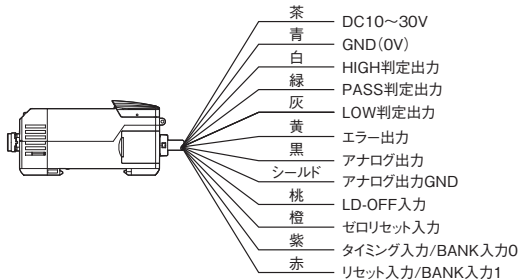 茶 DC10～30V
青 GND(0V)
白 HIGH判定出力
緑 PASS判定出力
灰 LOW判定出力
黄 エラー出力
黒 アナログ出力
シールド アナログ出力GND
桃 LD-OFF入力
橙 ゼロリセット入力
紫 タイミング入力/BANK入力0
赤 リセット入力/BANK入力1